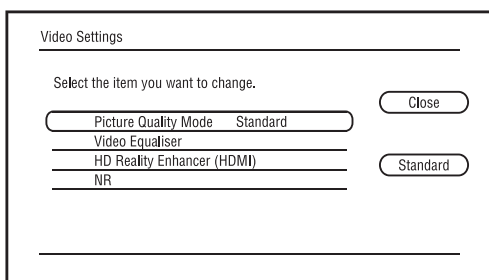 Video Settings
Select the item you want to change.
Close
Picture Quality Mode Standard
Video Equaliser
HD Reality Enhancer (HDMI)
Standard
NR